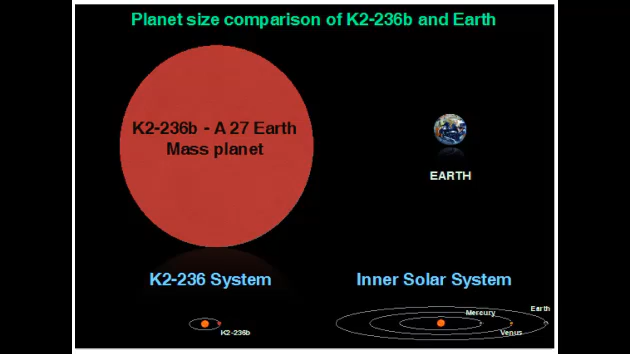 Planet size comparison of K2-236b and Earth
K2-236b - A 27 Earth
Mass planet
EARTH
K2-236 System
Inner Solar System
K2-236b
Mercury
Earth
Venus